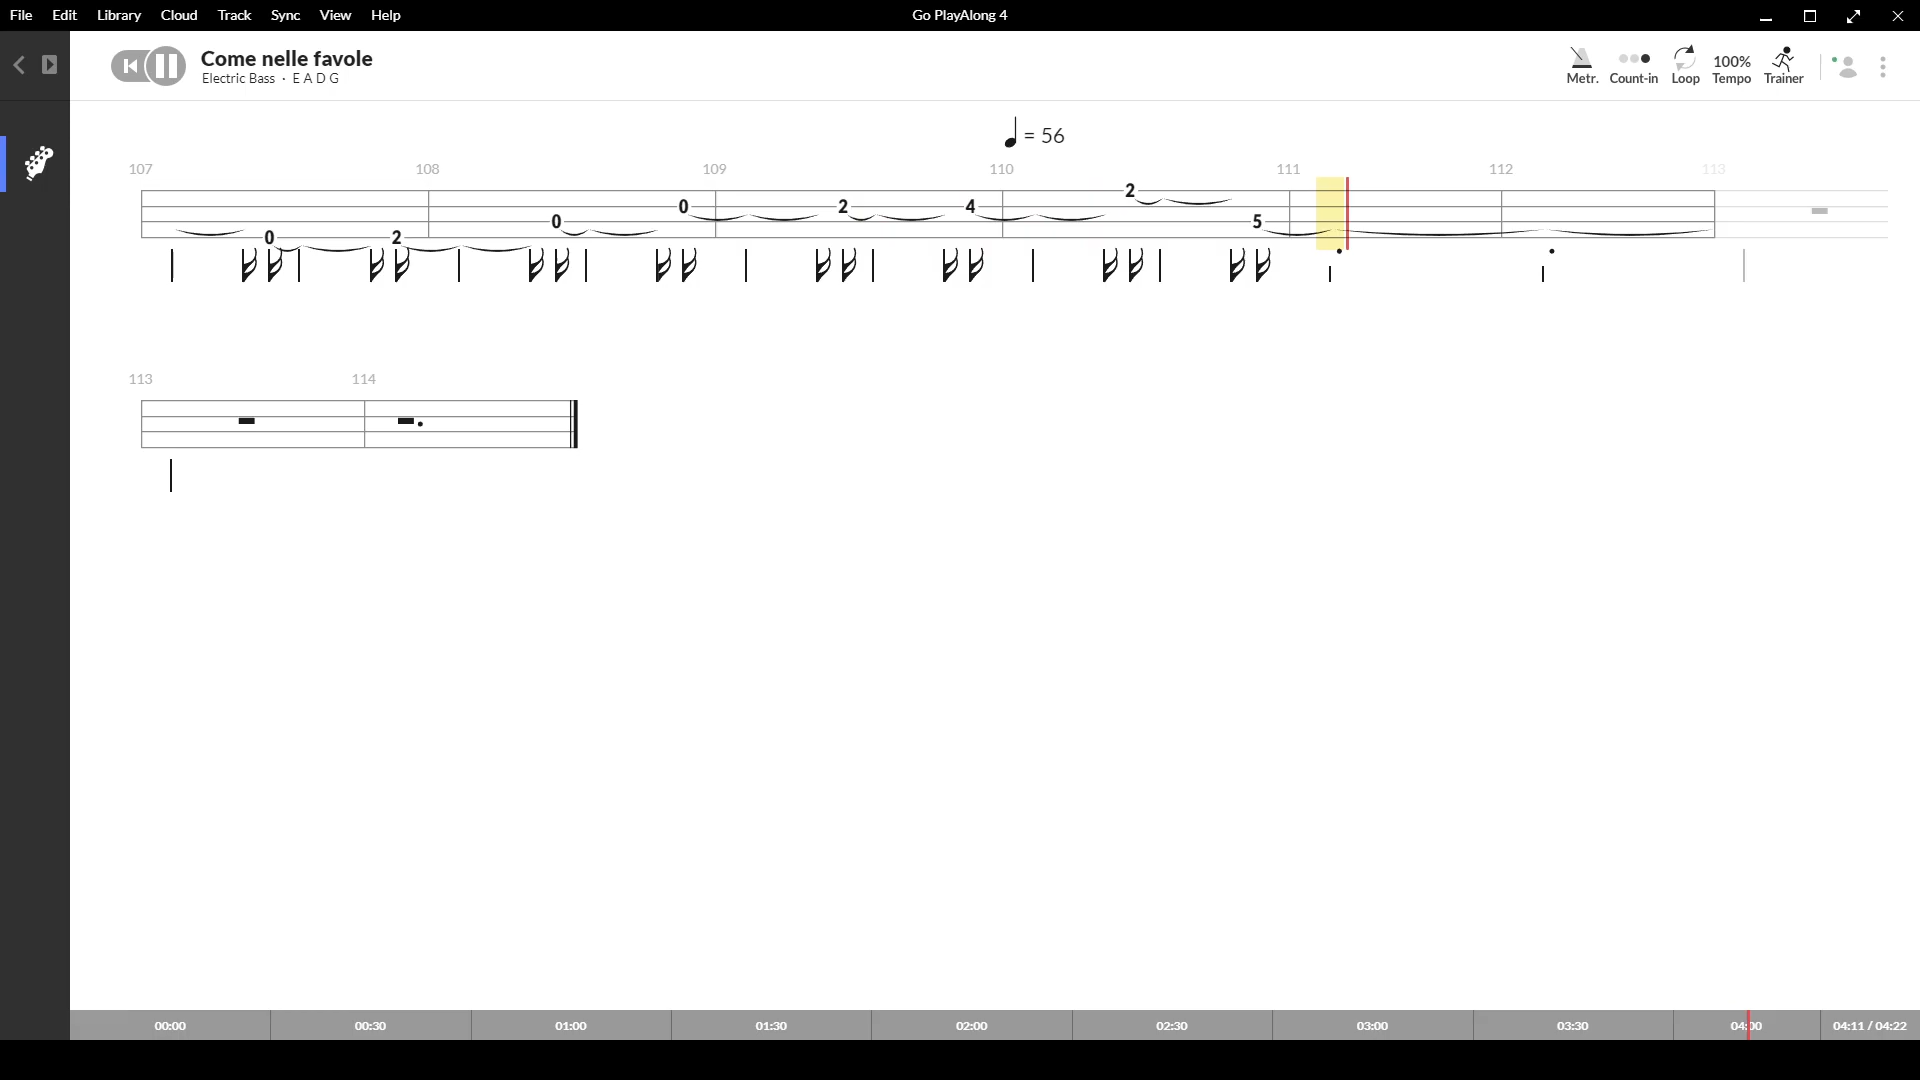 File Edit Library Cloud Track Sync View Help
Go PlayAlong 4
Come nelle favole
Electric Bass · E A D G
Metr. Count-in Loop 100% Tempo Trainer
= 56
107 108 109 110 111 112 113
2
0 2 4
0 5
0 2
113 114
00:00 00:30 01:00 01:30 02:00 02:30 03:00 03:30 04:00 04:11 / 04:22